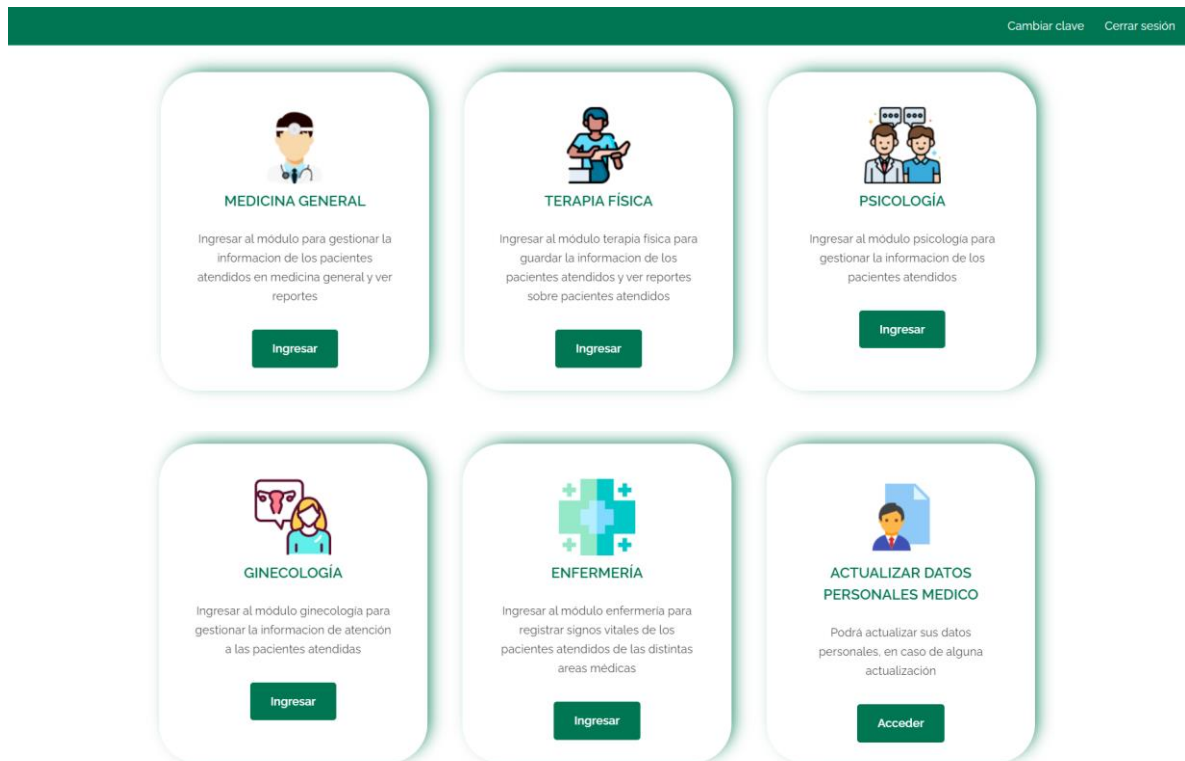 Cambiar clave Cerrar sesión
MEDICINA GENERAL
Ingresar al módulo para gestionar la
informacion de los pacientes
atendidos en medicina general y ver
reportes
Ingresar
TERAPIA FÍSICA
Ingresar al módulo terapia física para
guardar la informacion de los
pacientes atendidos y ver reportes
sobre pacientes atendidos
Ingresar
PSICOLOGÍA
Ingresar al módulo psicología para
gestionar la informacion de los
pacientes atendidos
Ingresar
GINECOLOGÍA
Ingresar al módulo ginecología para
gestionar la informacion de atención
a las pacientes atendidas
Ingresar
ENFERMERÍA
Ingresar al módulo enfermería para
registrar signos vitales de los
pacientes atendidos de las distintas
areas médicas
Ingresar
ACTUALIZAR DATOS
PERSONALES MEDICO
Podrá actualizar sus datos
personales, en caso de alguna
actualización
Acceder